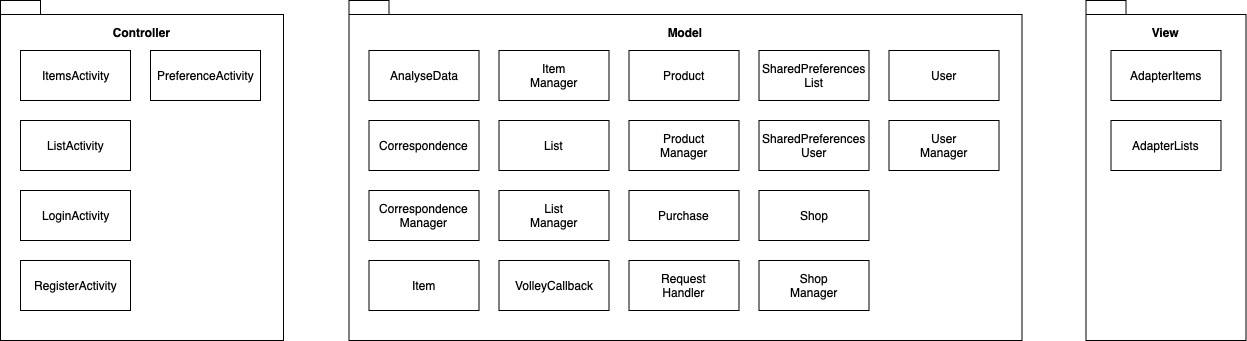 Controller
ItemsActivity
PreferenceActivity
ListActivity
LoginActivity
RegisterActivity
Model
AnalyseData
Item
Manager
Product
SharedPreferences
List
User
Correspondence
List
Product
Manager
SharedPreferences
User
User
Manager
Correspondence
Manager
List
Manager
Purchase
Shop
Item
VolleyCallback
Request
Handler
Shop
Manager
View
AdapterItems
AdapterLists